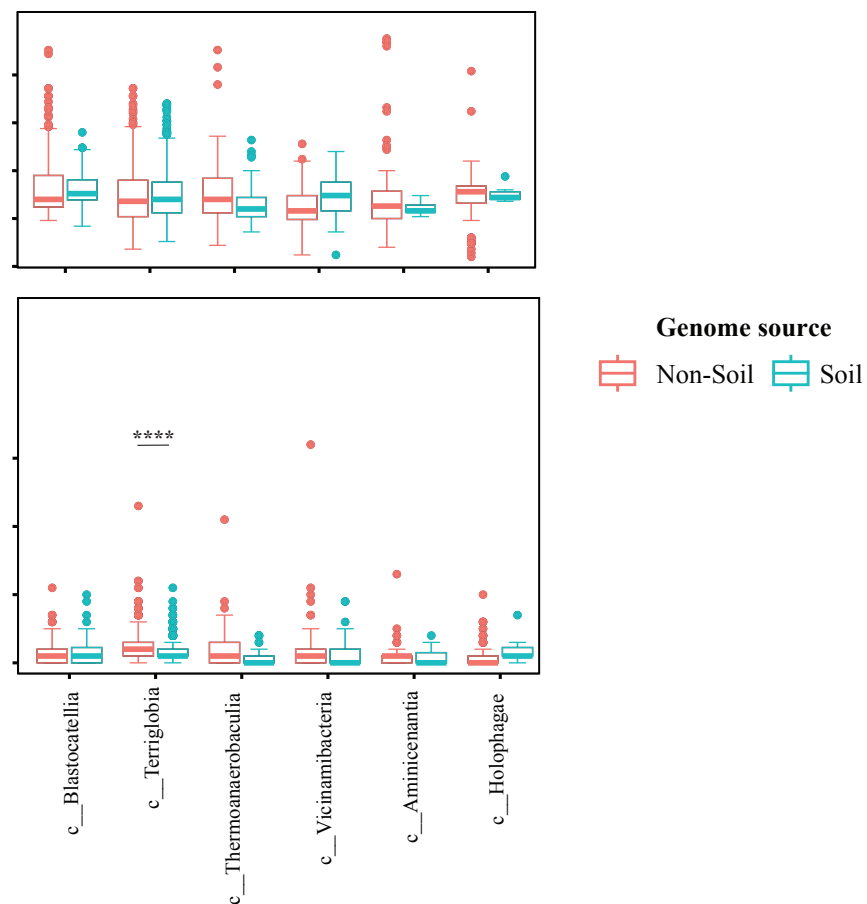 Genome source
Non-Soil
Soil
****
c__Blastocatellia
c__Terriglobia
c__Thermoanaerobaculia
c__Vicinamibacteria
c__Aminicenantia
c__Holophagae